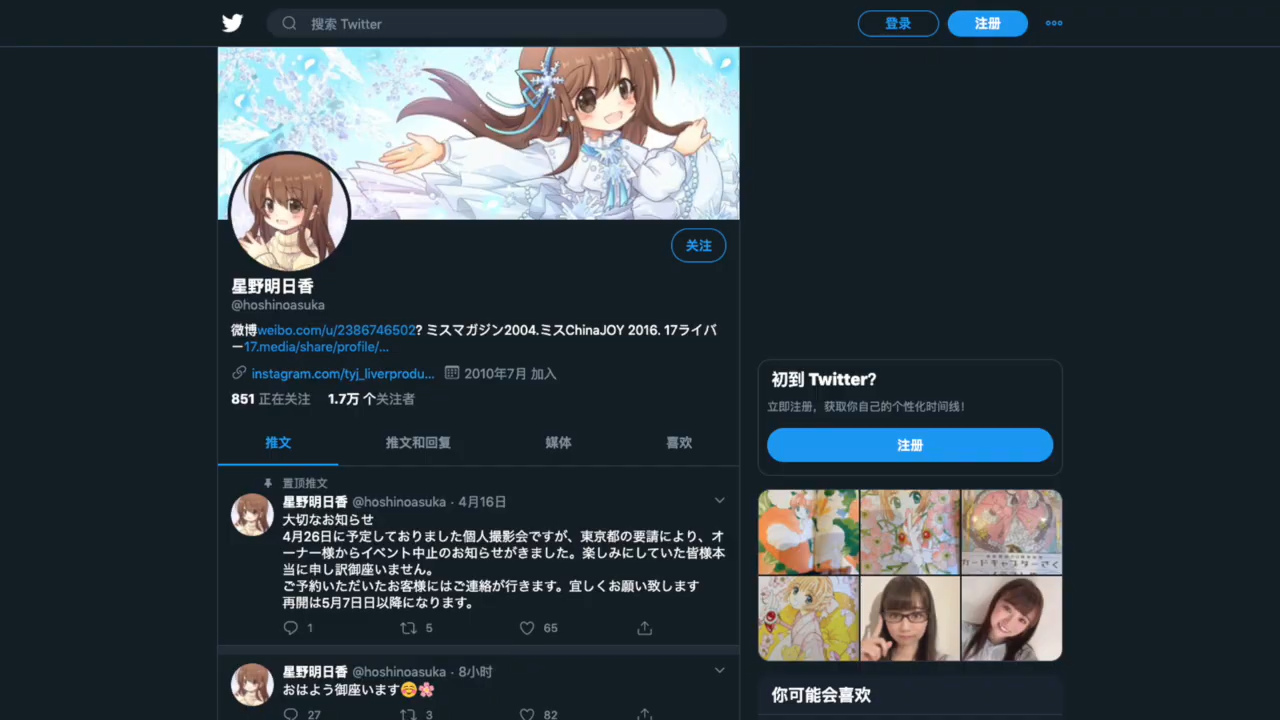 搜索 Twitter
登录
注册
关注
星野明日香
@hoshinoasuka
微博weibo.com/u/2386746502? ミスマガジン2004.ミスChinaJOY 2016. 17ライバ
ー17.media/share/profile/...
instagram.com/tyj_liverprodu... 2010年7月 加入
851 正在关注 1.7万 个关注者
推文 推文和回复 媒体 喜欢
置顶推文
星野明日香 @hoshinoasuka · 4月16日
大切なお知らせ
4月26日に予定しておりました個人撮影会ですが、東京都の要請により、オ
ーナー様からイベント中止のお知らせがきました。楽しみにしていた皆様本
当に申し訳御座いません。
ご予約いただいたお客様にはご連絡が行きます。宜しくお願い致します
再開は5月7日日以降になります。
1 5 65
星野明日香 @hoshinoasuka · 8小时
おはよう御座います☺️🌸
27 3 82
初到 Twitter?
立即注册，获取你自己的个性化时间线！
注册
カードキャプターさく
你可能会喜欢